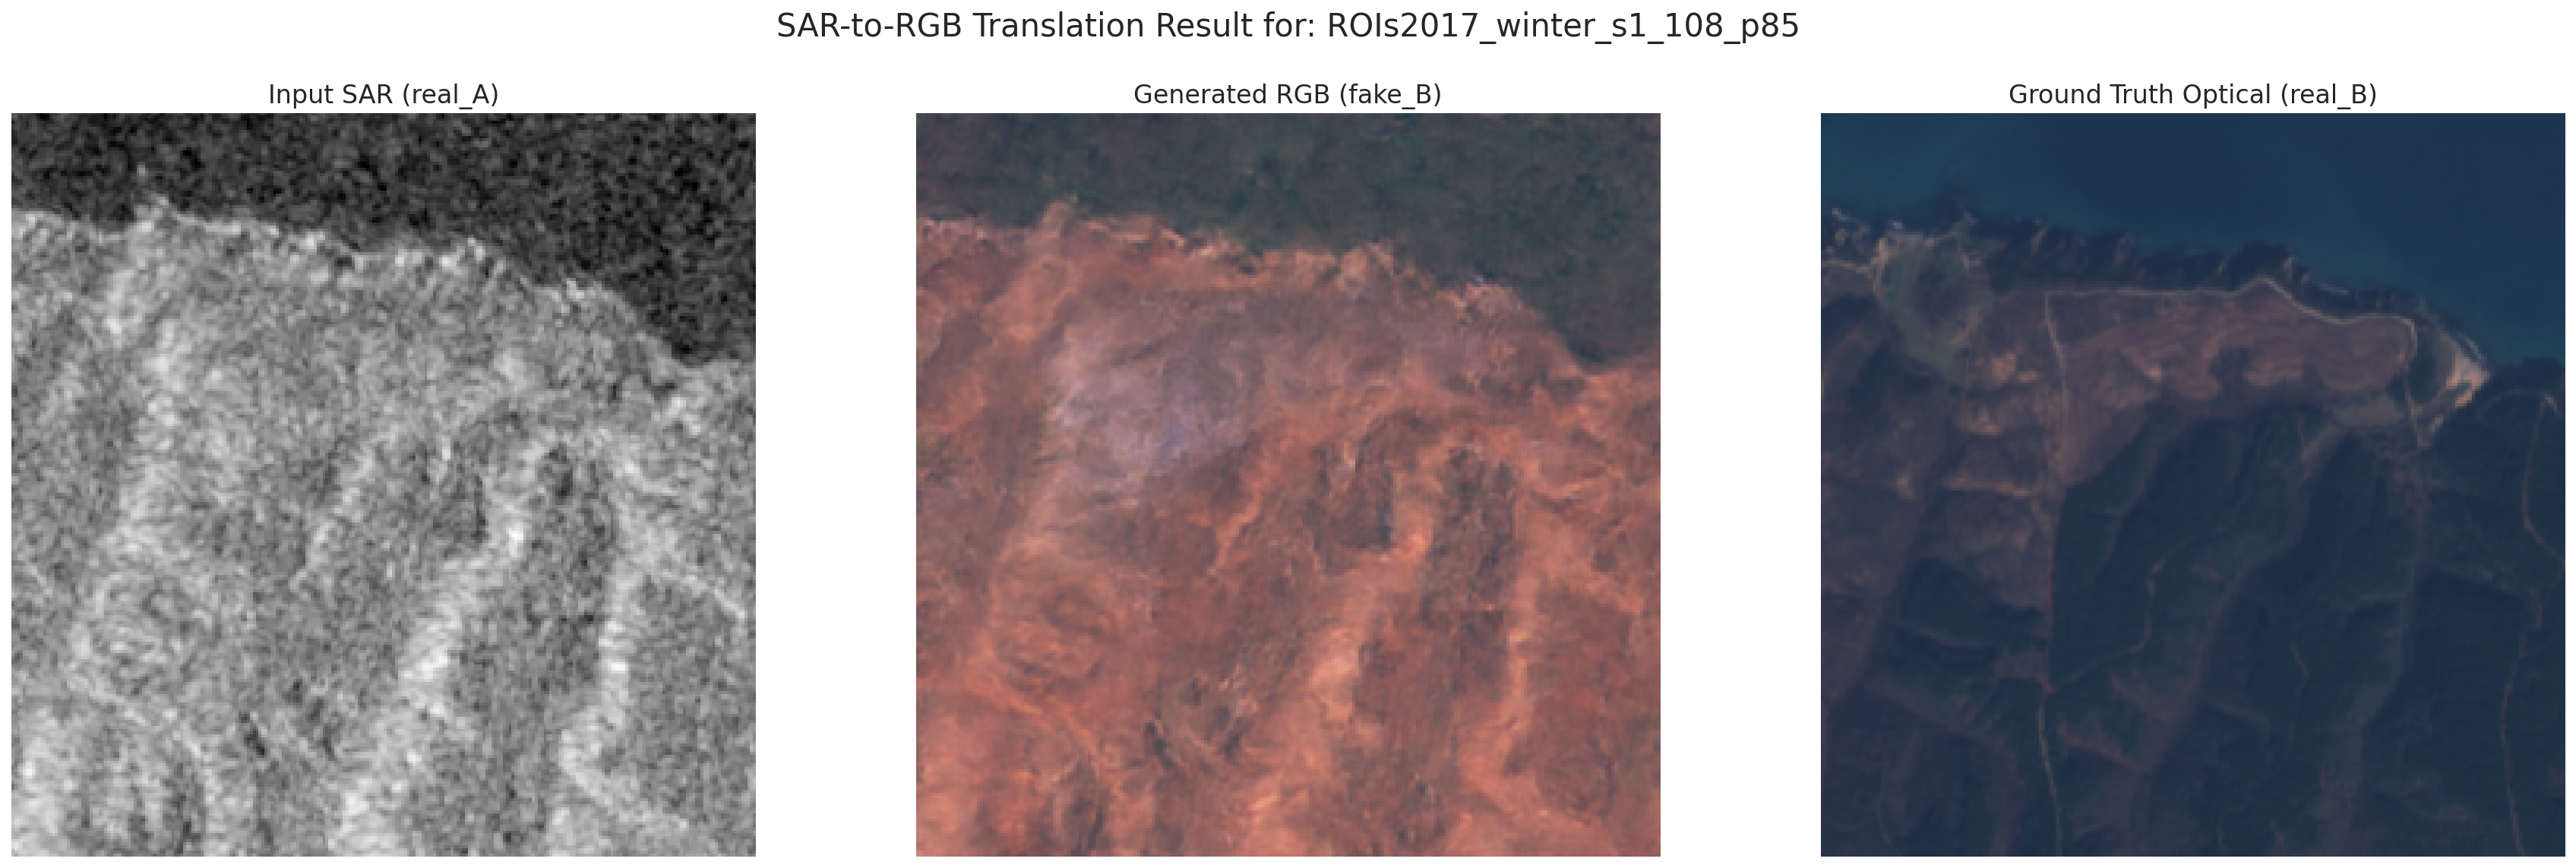 SAR-to-RGB Translation Result for: ROIs2017_winter_s1_108_p85
Input SAR (real_A)
Generated RGB (fake_B)
Ground Truth Optical (real_B)